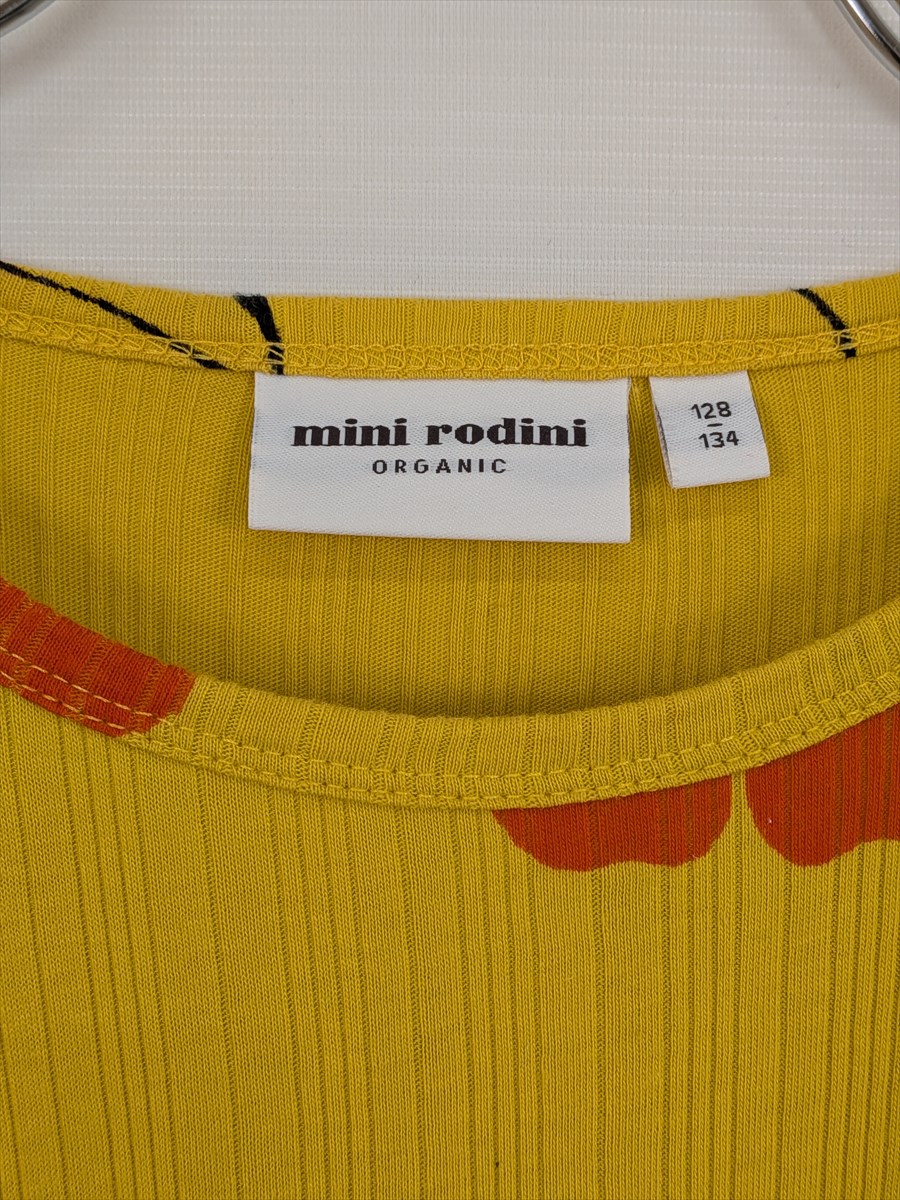 mini rodini
ORGANIC
128
–
134